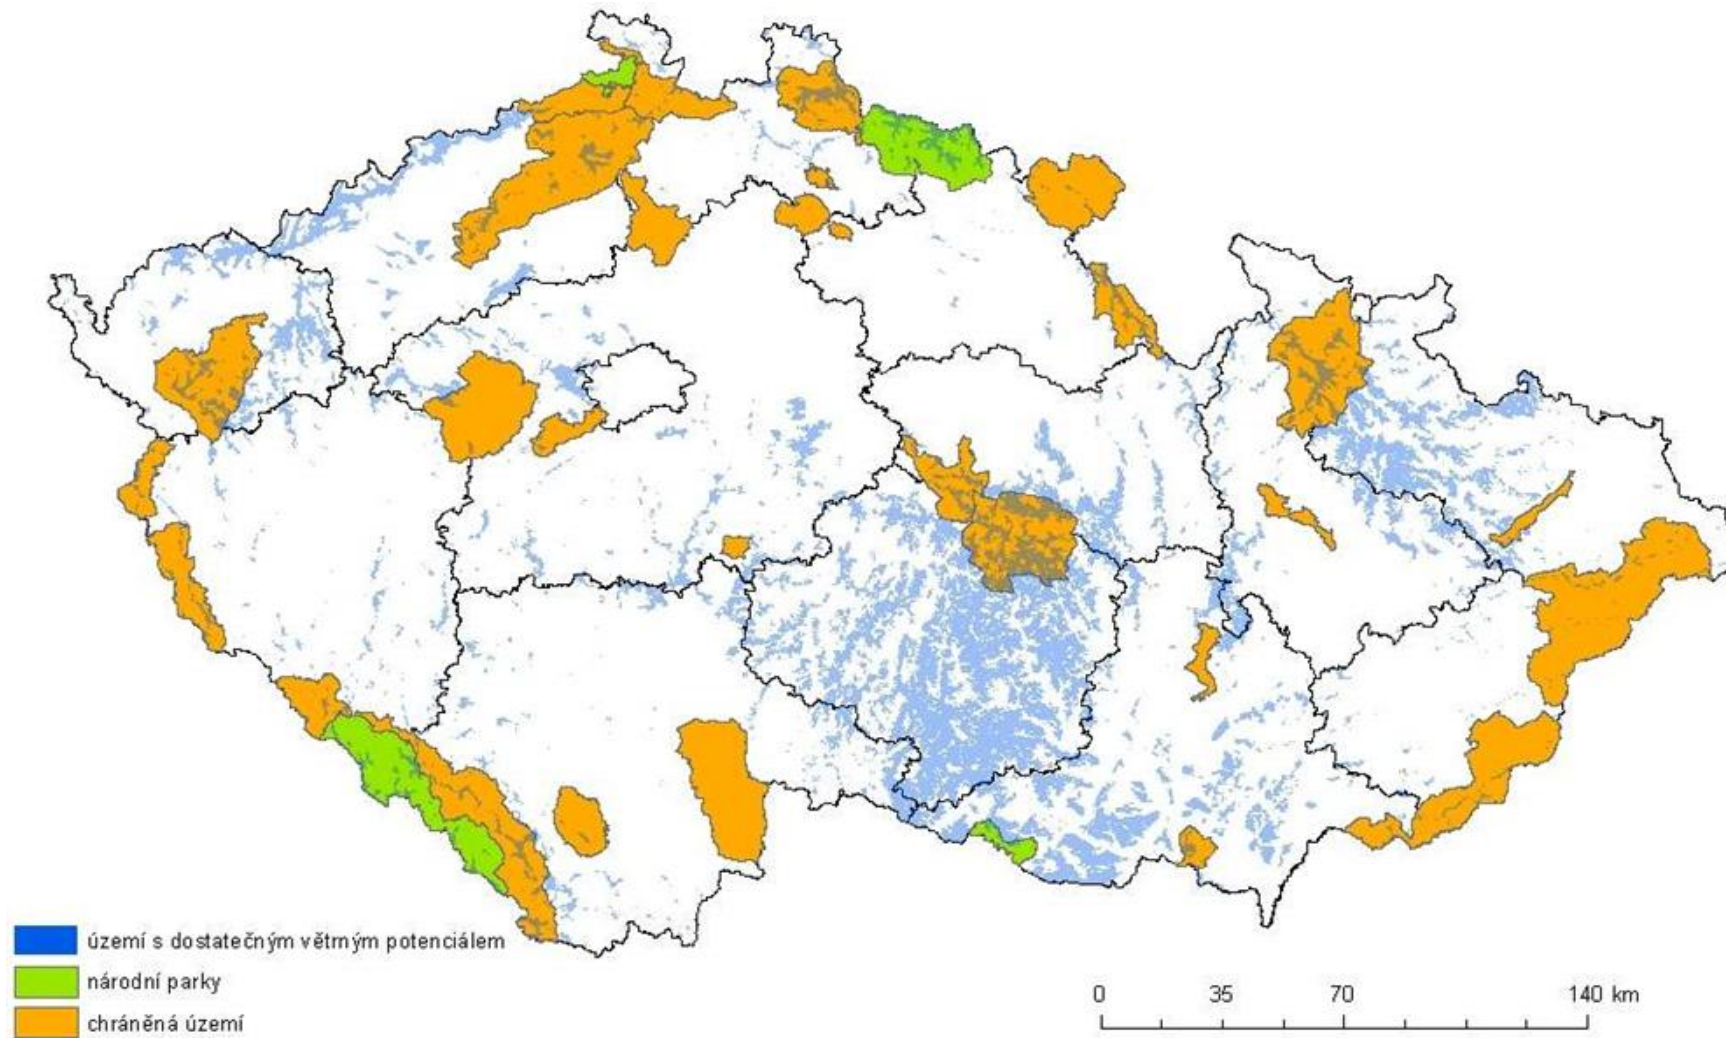 území s dostatečným větrným potenciálem
národní parky
chráněná území
0 35 70 140 km